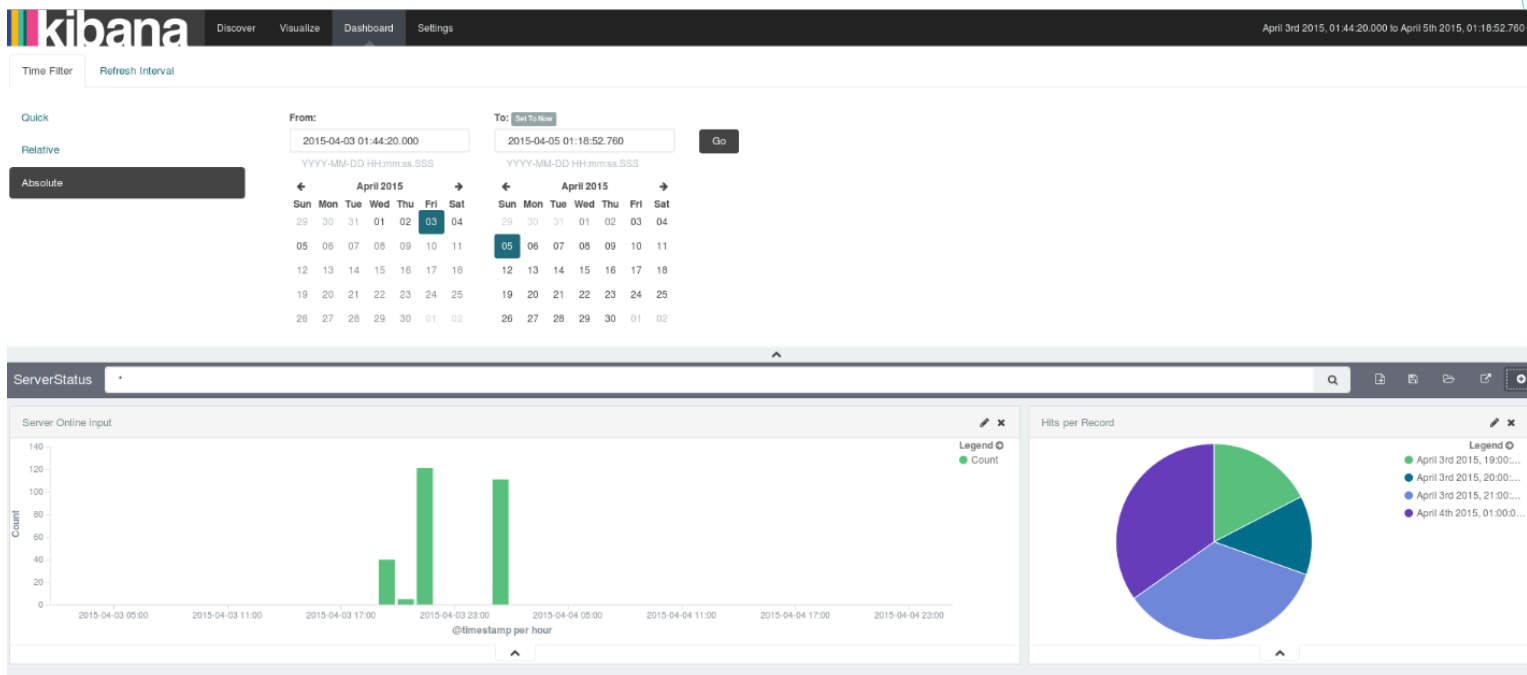 kibana Discover Visualize Dashboard Settings April 3rd 2015, 01:44:20.000 to April 5th 2015, 01:18:52.760
Time Filter Refresh Interval
Quick
Relative
Absolute
From:
2015-04-03 01:44:20.000
YYYY-MM-DD HH:mm:ss.SSS
April 2015
Sun Mon Tue Wed Thu Fri Sat
29 30 31 01 02 03 04
05 06 07 08 09 10 11
12 13 14 15 16 17 18
19 20 21 22 23 24 25
26 27 28 29 30 01 02
To: Set To Now
2015-04-05 01:18:52.760
YYYY-MM-DD HH:mm:ss.SSS
April 2015
Sun Mon Tue Wed Thu Fri Sat
29 30 31 01 02 03 04
05 06 07 08 09 10 11
12 13 14 15 16 17 18
19 20 21 22 23 24 25
26 27 28 29 30 01 02
Go
ServerStatus *
Server Online input
Legend
Count
Count
140
120
100
80
60
40
20
0
2015-04-03 05:00 2015-04-03 11:00 2015-04-03 17:00 2015-04-03 23:00 2015-04-04 05:00 2015-04-04 11:00 2015-04-04 17:00 2015-04-04 23:00
@timestamp per hour
Hits per Record
Legend
April 3rd 2015, 19:00:...
April 3rd 2015, 20:00:...
April 3rd 2015, 21:00:...
April 4th 2015, 01:00:0...